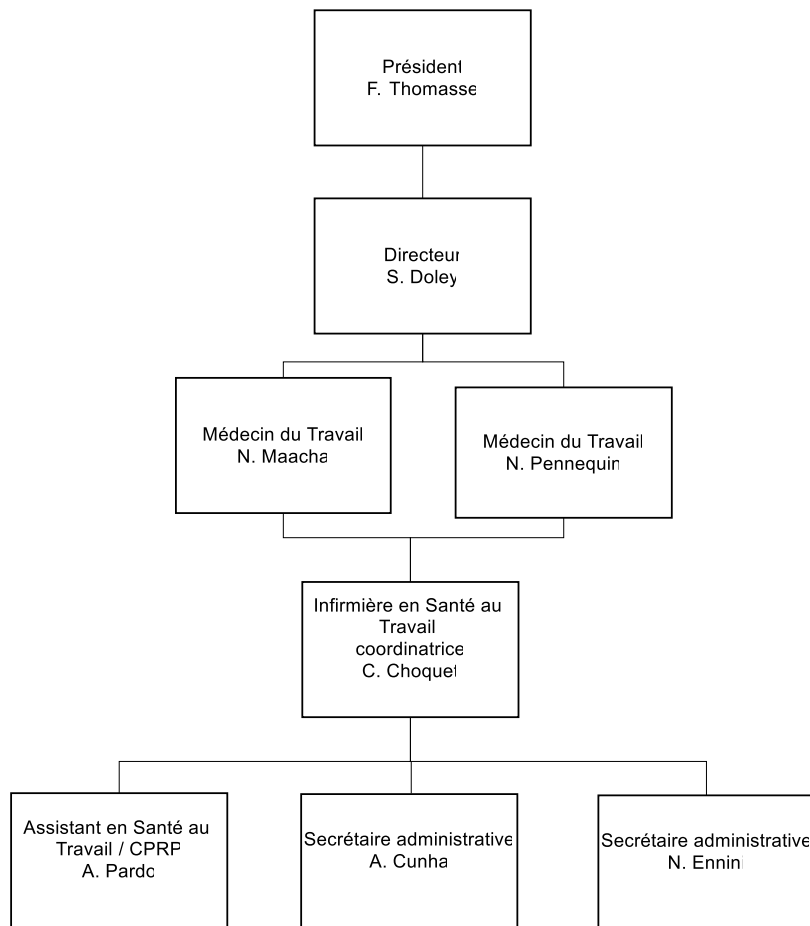 Président
F. Thomasse
Directeur
S. Doley
Médecin du Travail
N. Maacha
Médecin du Travail
N. Pennequin
Infirmière en Santé au
Travail
coordinatrice
C. Choquet
Assistant en Santé au
Travail / CPRP
A. Pardo
Secrétaire administrative
A. Cunha
Secrétaire administrative
N. Ennini